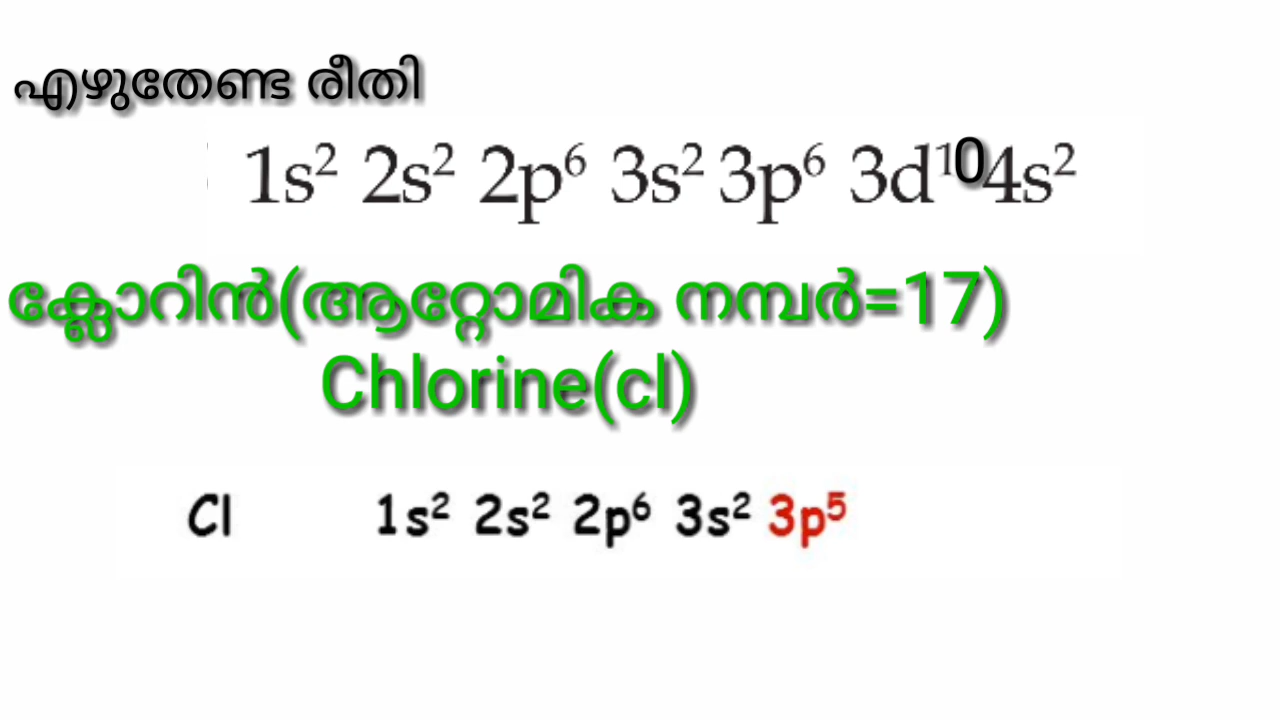 എഴുതേണ്ട രീതി
1s² 2s² 2p⁶ 3s² 3p⁶ 3d¹⁰ 4s²
ക്ലോറിൻ(ആറ്റോമിക നമ്പർ=17)
Chlorine(cl)
Cl 1s² 2s² 2p⁶ 3s² 3p⁵